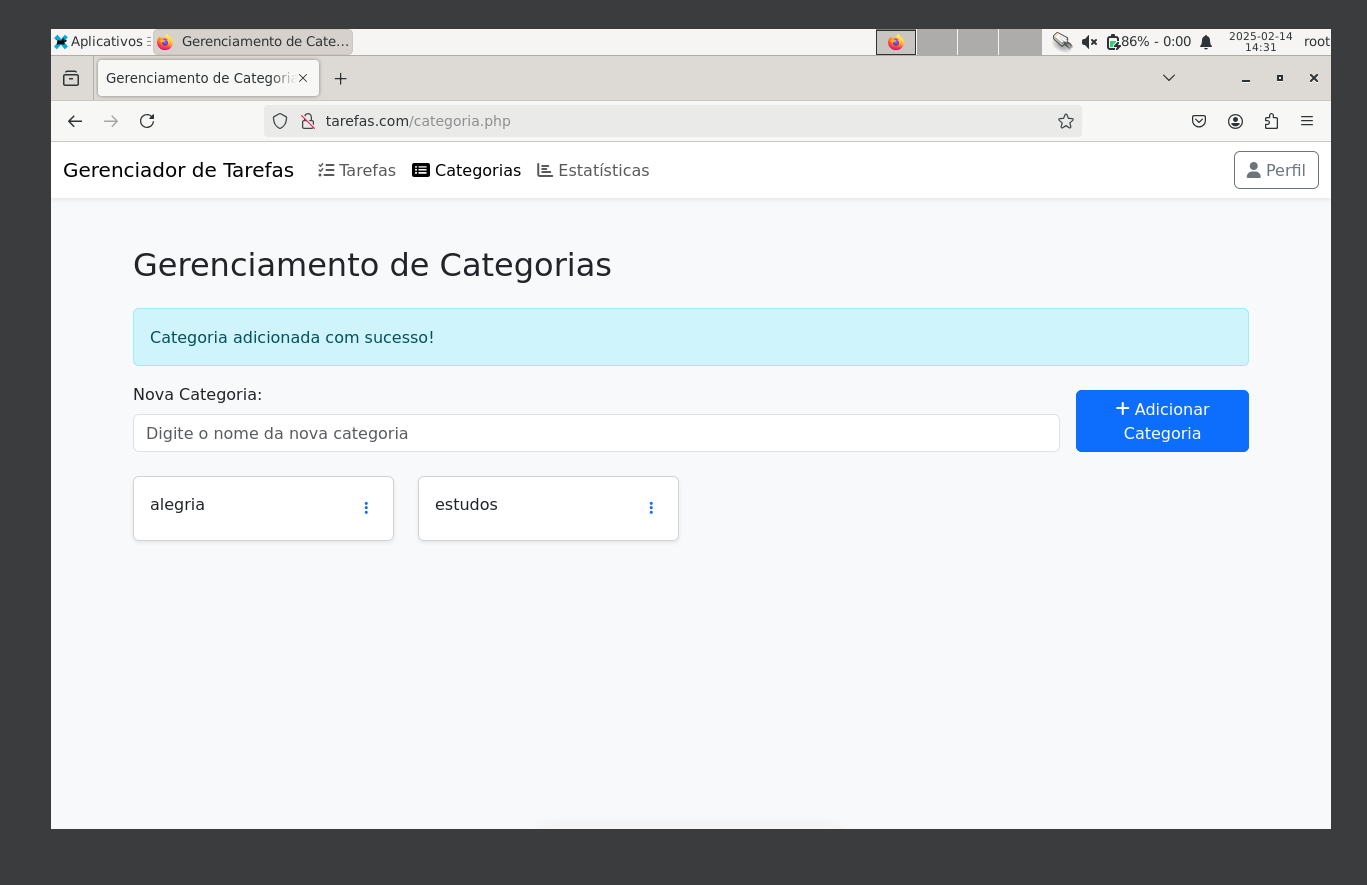 Aplicativos
Gerenciamento de Cate...
86% - 0:00
2025-02-14
14:31
root
Gerenciamento de Categori
tarefas.com/categoria.php
Gerenciador de Tarefas
Tarefas
Categorias
Estatísticas
Perfil
Gerenciamento de Categorias
Categoria adicionada com sucesso!
Nova Categoria:
Digite o nome da nova categoria
+ Adicionar
Categoria
alegria
estudos